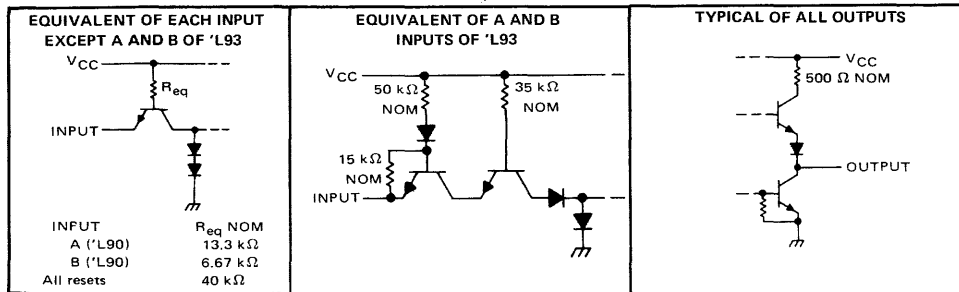 EQUIVALENT OF EACH INPUT
EXCEPT A AND B OF 'L93
VCC
Req
INPUT
INPUT Req NOM
A ('L90) 13.3 kΩ
B ('L90) 6.67 kΩ
All resets 40 kΩ
EQUIVALENT OF A AND B
INPUTS OF 'L93
VCC
50 kΩ
NOM
35 kΩ
NOM
15 kΩ
NOM
INPUT
TYPICAL OF ALL OUTPUTS
VCC
500 Ω NOM
OUTPUT